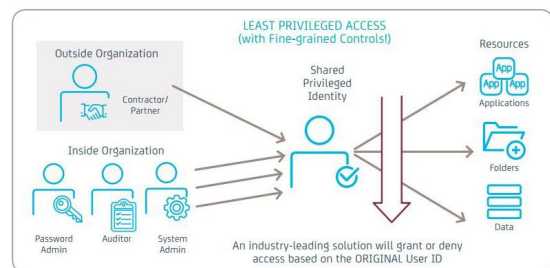 LEAST PRIVILEGED ACCESS
(with Fine-grained Controls!)
Outside Organization
Contractor/
Partner
Inside Organization
Password
Admin
Auditor
System
Admin
Shared
Privileged
Identity
Resources
App
App App
Applications
Folders
Data
An industry-leading solution will grant or deny
access based on the ORIGINAL User ID